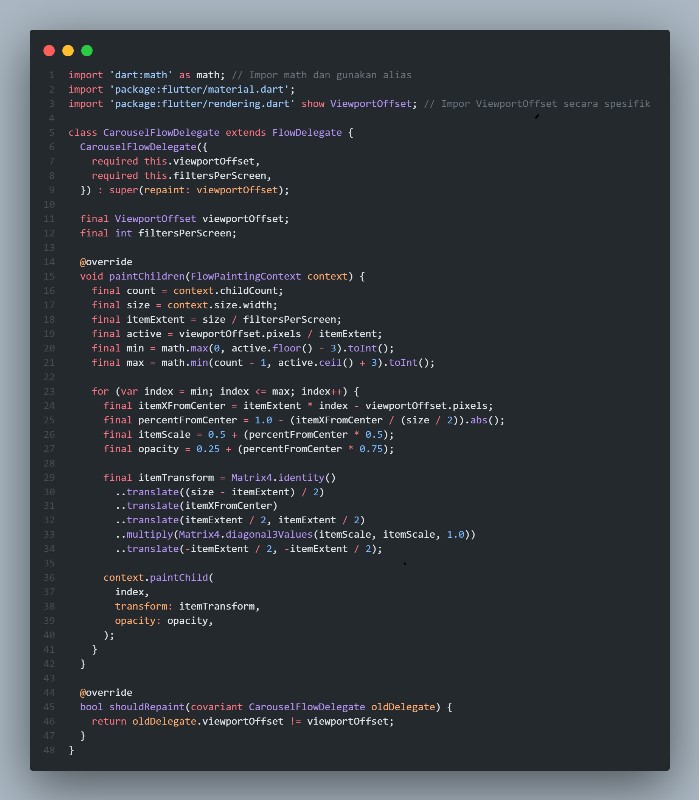 1 import 'dart:math' as math; // Impor math dan gunakan alias
2 import 'package:flutter/material.dart';
3 import 'package:flutter/rendering.dart' show ViewportOffset; // Impor ViewportOffset secara spesifik
4
5 class CarouselFlowDelegate extends FlowDelegate {
6   CarouselFlowDelegate({
7     required this.viewportOffset,
8     required this.filtersPerScreen,
9   }) : super(repaint: viewportOffset);
10
11   final ViewportOffset viewportOffset;
12   final int filtersPerScreen;
13
14   @override
15   void paintChildren(FlowPaintingContext context) {
16     final count = context.childCount;
17     final size = context.size.width;
18     final itemExtent = size / filtersPerScreen;
19     final active = viewportOffset.pixels / itemExtent;
20     final min = math.max(0, active.floor() - 3).toInt();
21     final max = math.min(count - 1, active.ceil() + 3).toInt();
22
23     for (var index = min; index <= max; index++) {
24       final itemXFromCenter = itemExtent * index - viewportOffset.pixels;
25       final percentFromCenter = 1.0 - (itemXFromCenter / (size / 2)).abs();
26       final itemScale = 0.5 + (percentFromCenter * 0.5);
27       final opacity = 0.25 + (percentFromCenter * 0.75);
28
29       final itemTransform = Matrix4.identity()
30         ..translate((size - itemExtent) / 2)
31         ..translate(itemXFromCenter)
32         ..translate(itemExtent / 2, itemExtent / 2)
33         ..multiply(Matrix4.diagonal3Values(itemScale, itemScale, 1.0))
34         ..translate(-itemExtent / 2, -itemExtent / 2);
35
36       context.paintChild(
37         index,
38         transform: itemTransform,
39         opacity: opacity,
40       );
41     }
42   }
43
44   @override
45   bool shouldRepaint(covariant CarouselFlowDelegate oldDelegate) {
46     return oldDelegate.viewportOffset != viewportOffset;
47   }
48 }